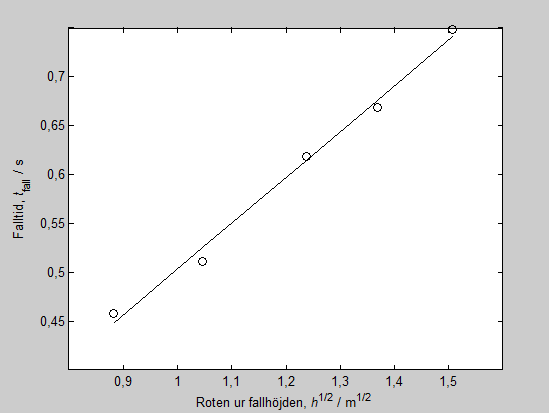 0,7
0,65
0,6
0,55
0,5
0,45
Falltid, t_fall / s
0,9 1 1,1 1,2 1,3 1,4 1,5
Roten ur fallhöjden, h^1/2 / m^1/2